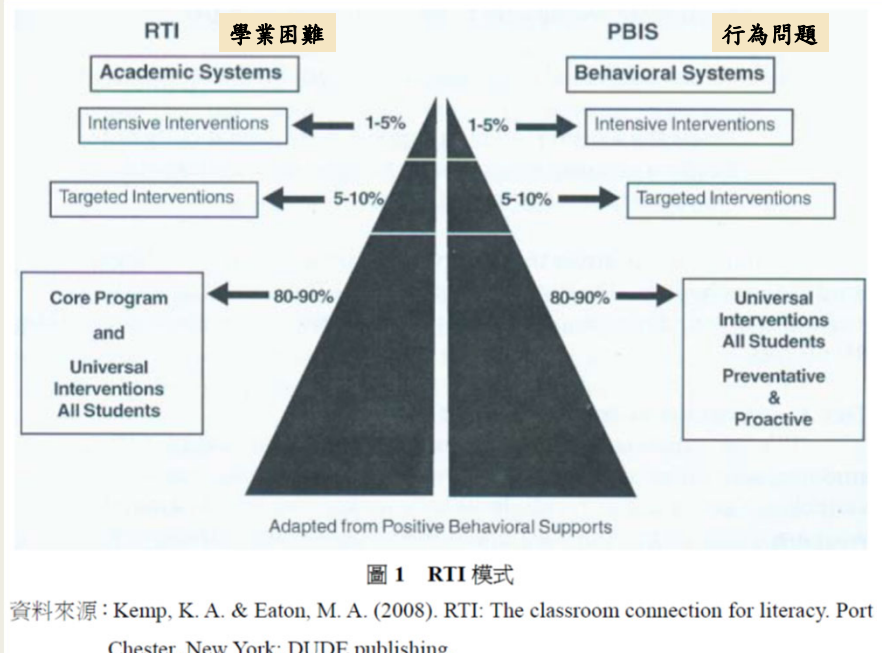 RTI 學業困難
PBIS 行為問題
Academic Systems
Behavioral Systems
Intensive Interventions
1-5%
1-5%
Intensive Interventions
Targeted Interventions
5-10%
5-10%
Targeted Interventions
80-90%
80-90%
Core Program
and
Universal
Interventions
All Students
Universal
Interventions
All Students
Preventative
&
Proactive
Adapted from Positive Behavioral Supports
圖 1 RTI 模式
資料來源：Kemp, K. A. & Eaton, M. A. (2008). RTI: The classroom connection for literacy. Port
Chester, New York: DUDE publishing